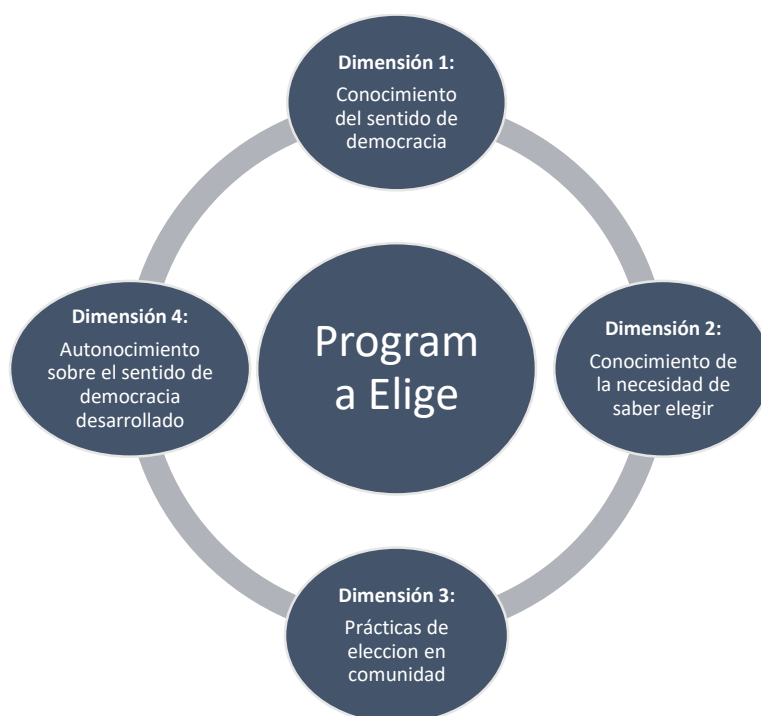 Dimensión 1:
Conocimiento
del sentido de
democracia
Dimensión 4:
Autonocimiento
sobre el sentido de
democracia
desarrollado
Program
a Elige
Dimensión 2:
Conocimiento de
la necesidad de
saber elegir
Dimensión 3:
Prácticas de
eleccion en
comunidad